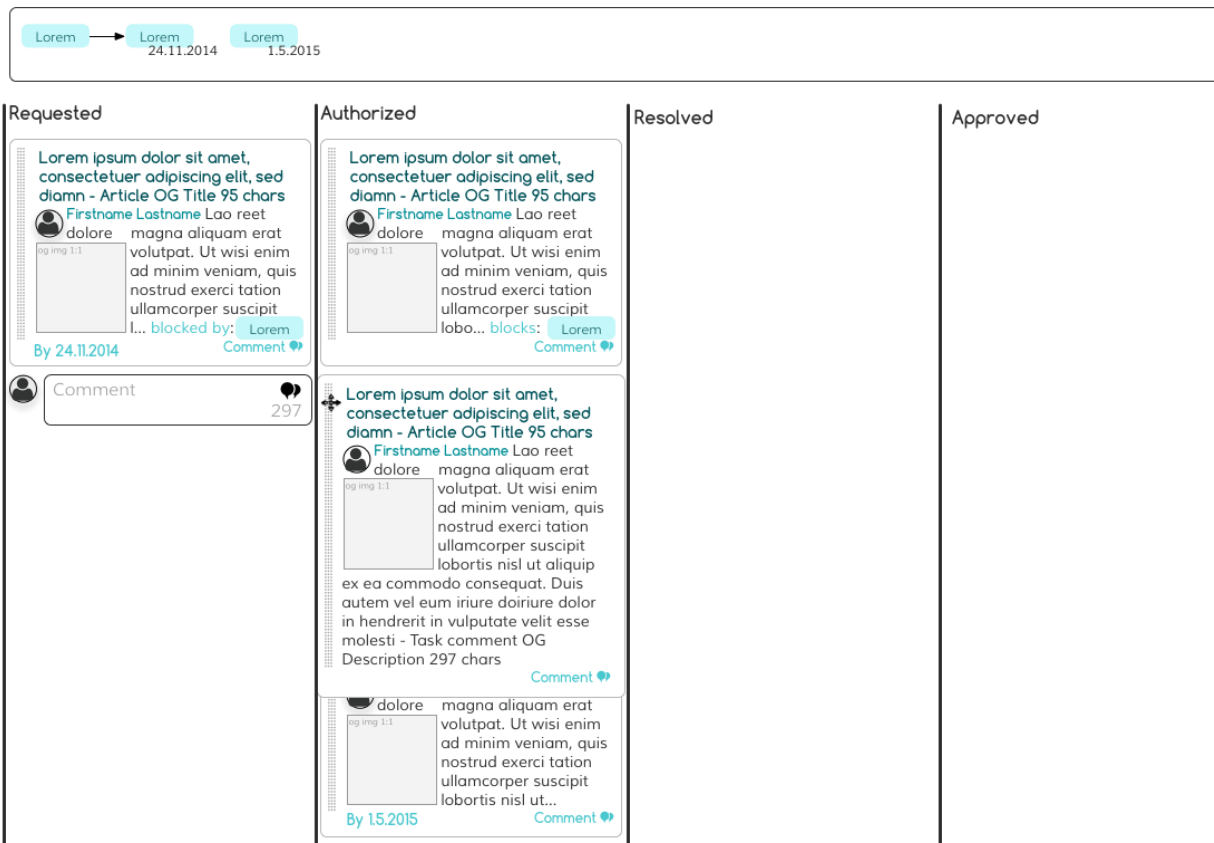 Lorem
Lorem
24.11.2014
Lorem
1.5.2015
Requested
Lorem ipsum dolor sit amet,
consectetuer adipiscing elit, sed
diamn - Article OG Title 95 chars
Firstname Lastname Lao reet
dolore magna aliquam erat
og img 1:1
volutpat. Ut wisi enim
ad minim veniam, quis
nostrud exerci tation
ullamcorper suscipit
l... blocked by: Lorem
By 24.11.2014
Comment
Comment
297
Authorized
Lorem ipsum dolor sit amet,
consectetuer adipiscing elit, sed
diamn - Article OG Title 95 chars
Firstname Lastname Lao reet
dolore magna aliquam erat
og img 1:1
volutpat. Ut wisi enim
ad minim veniam, quis
nostrud exerci tation
ullamcorper suscipit
lobo... blocks: Lorem
Comment
Lorem ipsum dolor sit amet,
consectetuer adipiscing elit, sed
diamn - Article OG Title 95 chars
Firstname Lastname Lao reet
dolore magna aliquam erat
og img 1:1
volutpat. Ut wisi enim
ad minim veniam, quis
nostrud exerci tation
ullamcorper suscipit
lobortis nisl ut aliquip
ex ea commodo consequat. Duis
autem vel eum iriure doiriure dolor
in hendrerit in vulputate velit esse
molesti - Task comment OG
Description 297 chars
Comment
dolore magna aliquam erat
og img 1:1
volutpat. Ut wisi enim
ad minim veniam, quis
nostrud exerci tation
ullamcorper suscipit
lobortis nisl ut...
By 1.5.2015
Comment
Resolved
Approved